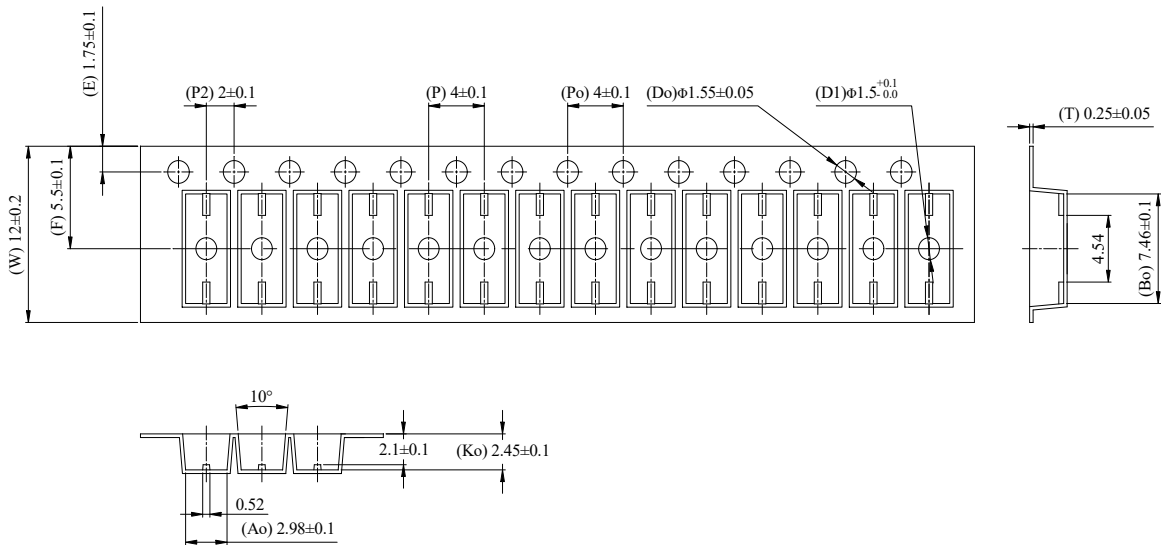 (E) 1.75±0.1
(P2) 2±0.1
(P) 4±0.1
(Po) 4±0.1
(Do)Φ1.55±0.05
(D1)Φ1.5+0.1-0.0
(T) 0.25±0.05
(W) 12±0.2
(F) 5.5±0.1
4.54
(Bo) 7.46±0.1
10°
2.1±0.1
(Ko) 2.45±0.1
0.52
(Ao) 2.98±0.1